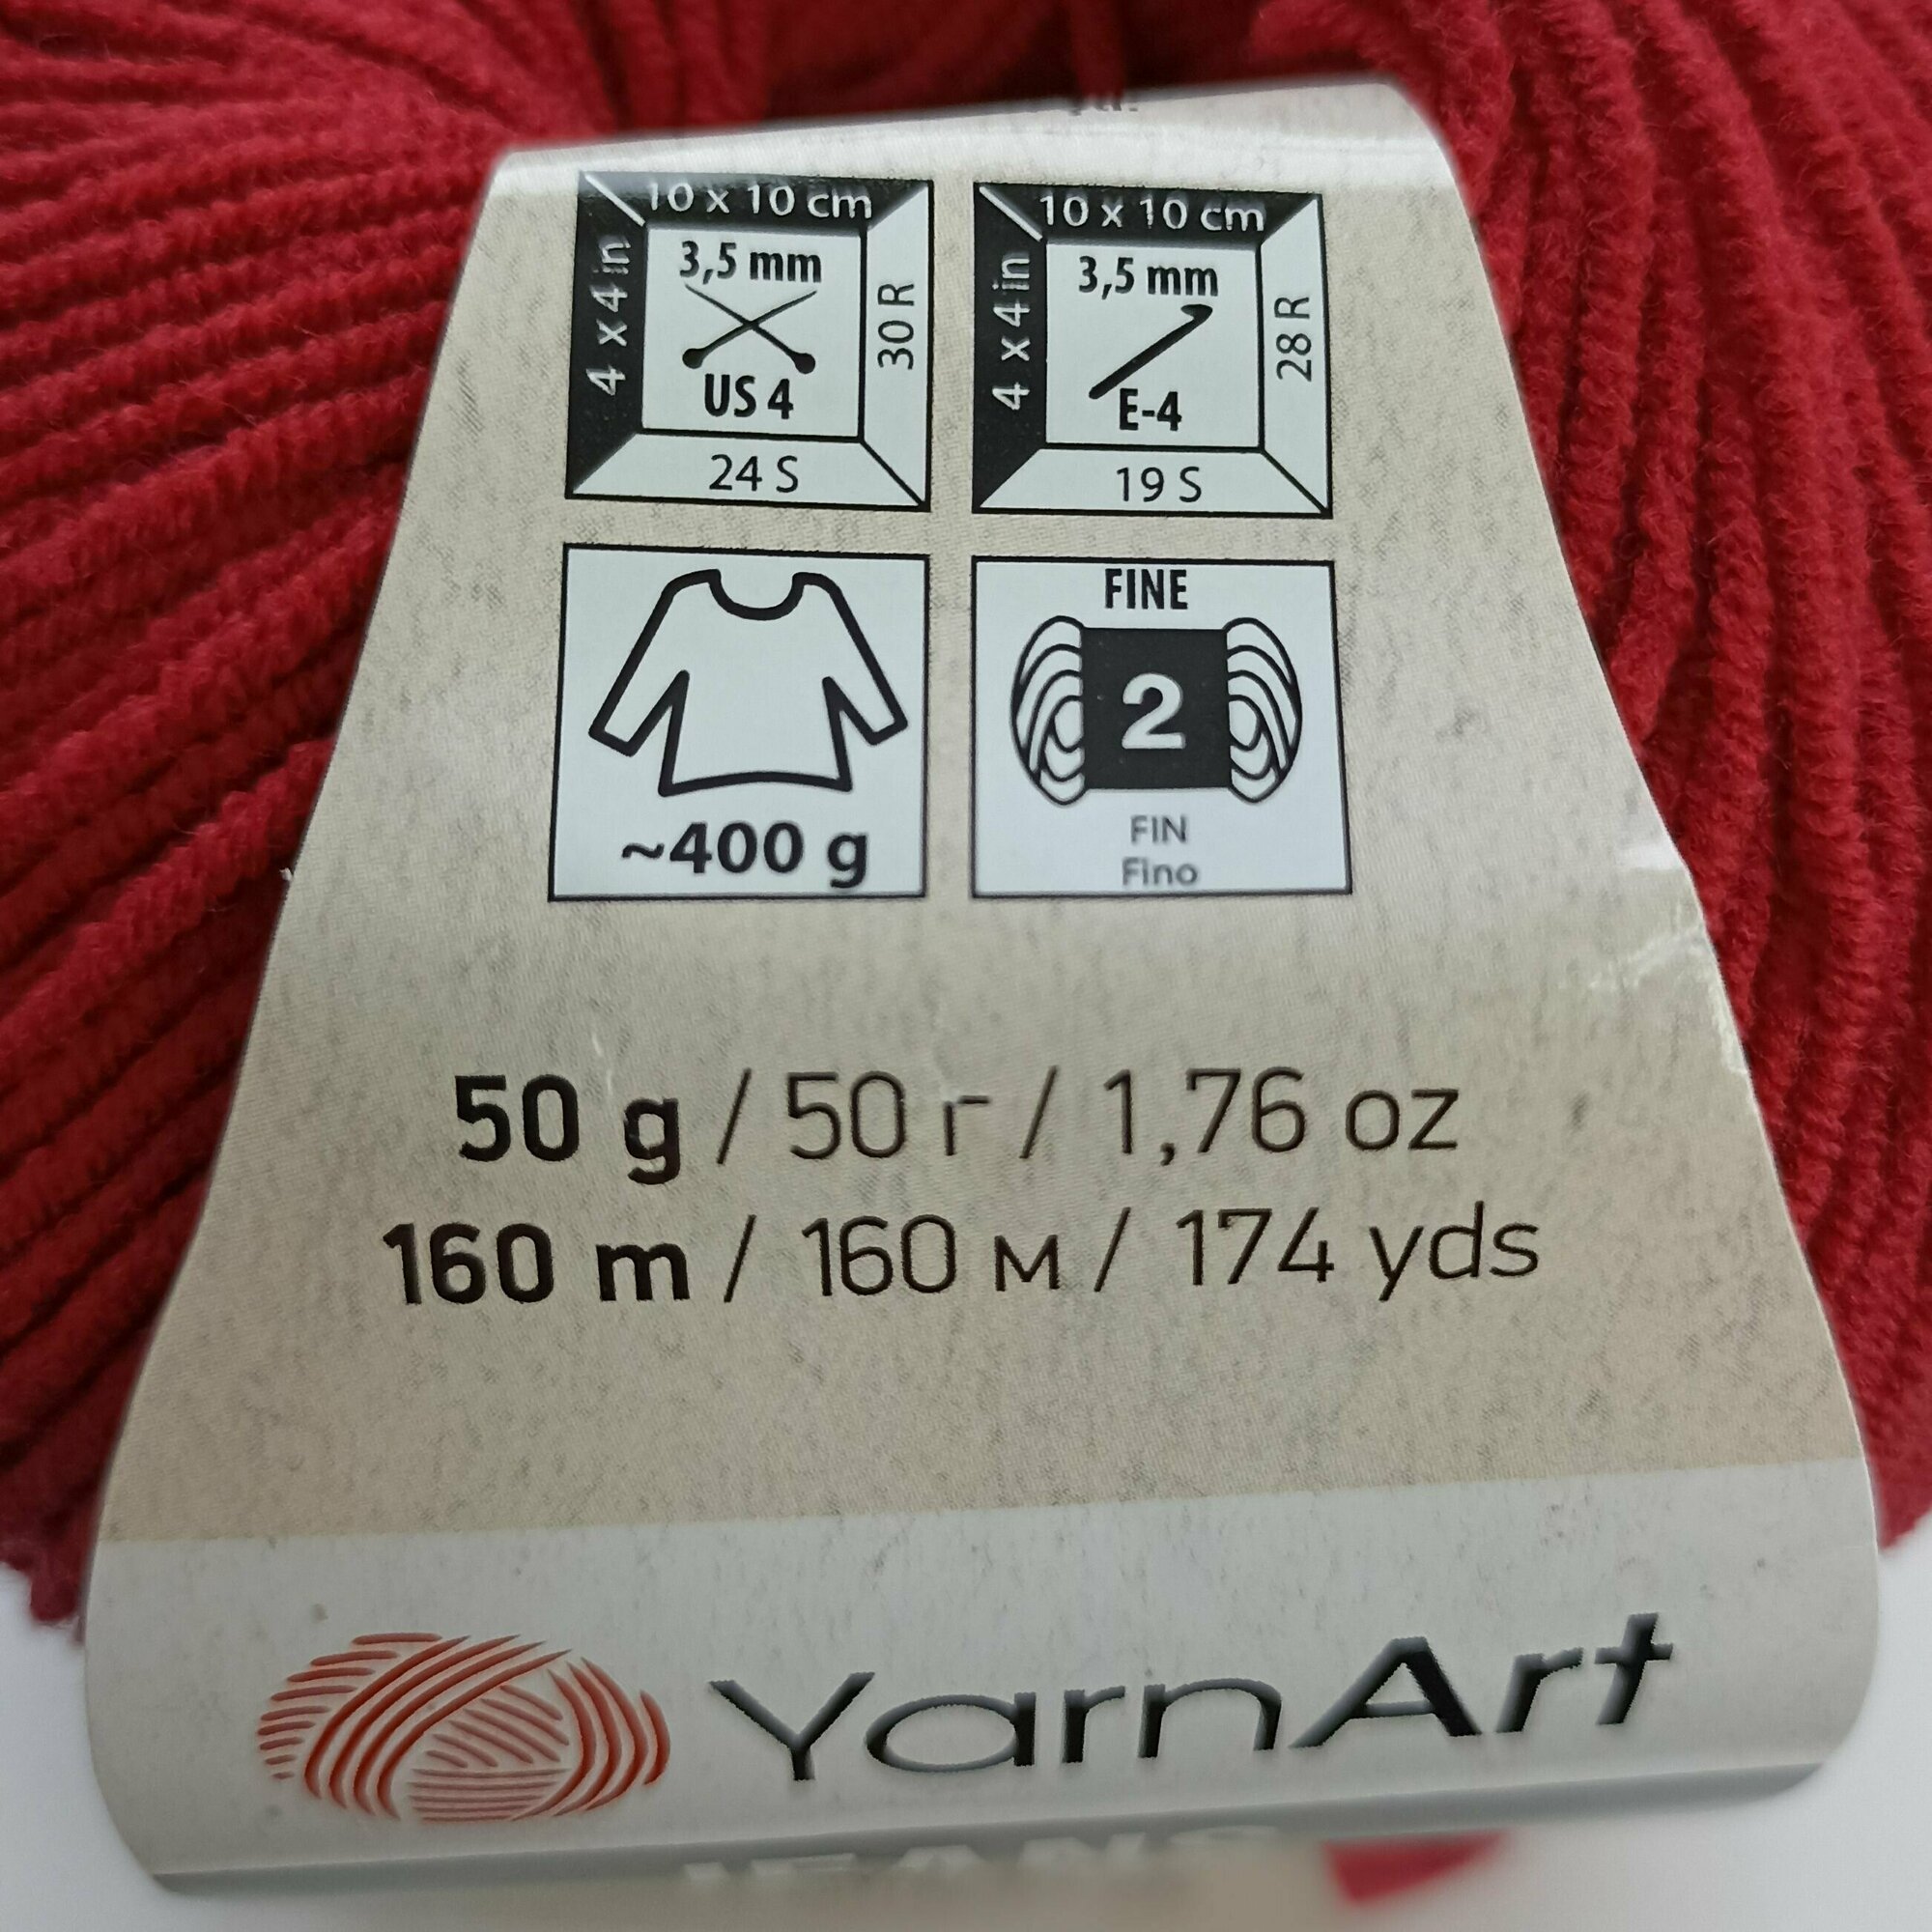 10 x 10 cm
4 x 4 in
3,5 mm
US 4
30 R
24 S
10 x 10 cm
4 x 4 in
3,5 mm
E-4
28 R
19 S
~400 g
FINE
2
FIN
Fino
50 g / 50 г / 1,76 oz
160 m / 160 м / 174 yds
YarnArt
JEANS